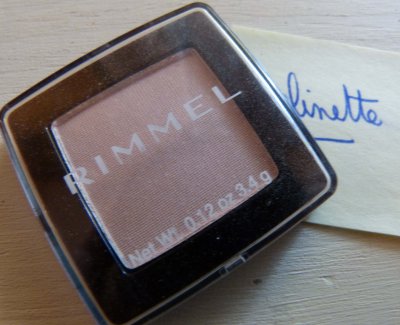 RIMMEL
Net Wt. 0.12 oz 3.4 g
linette